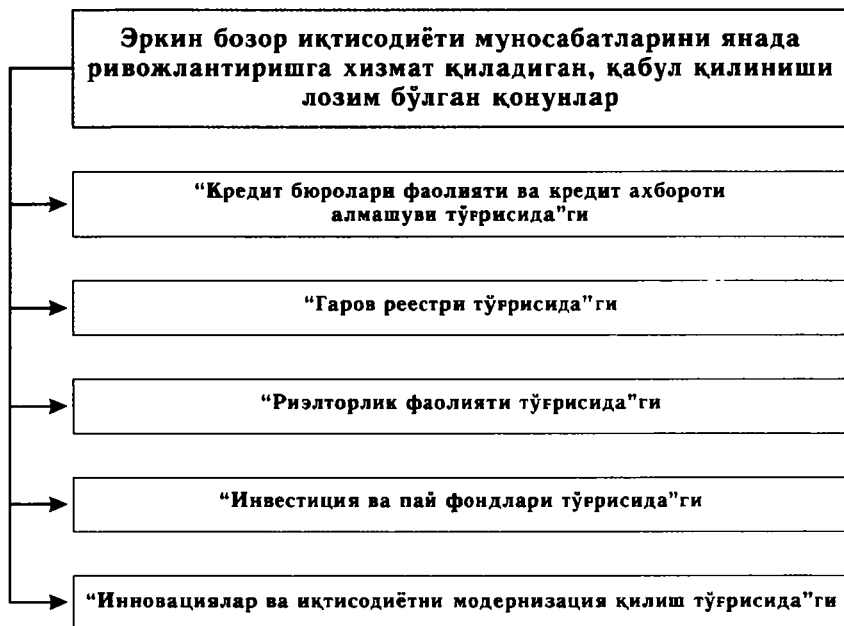 Эркин бозор иқтисодиёти муносабатларини янада
ривожлантиришга хизмат қиладиган, қабул қилиниши
лозим бўлган қонунлар
“Кредит бюролари фаолияти ва кредит ахбороти
алмашуви тўғрисида”ги
“Гаров реестри тўғрисида”ги
“Риэлторлик фаолияти тўғрисида”ги
“Инвестиция ва пай фондлари тўғрисида”ги
“Инновациялар ва иқтисодиётни модернизация қилиш тўғрисида”ги